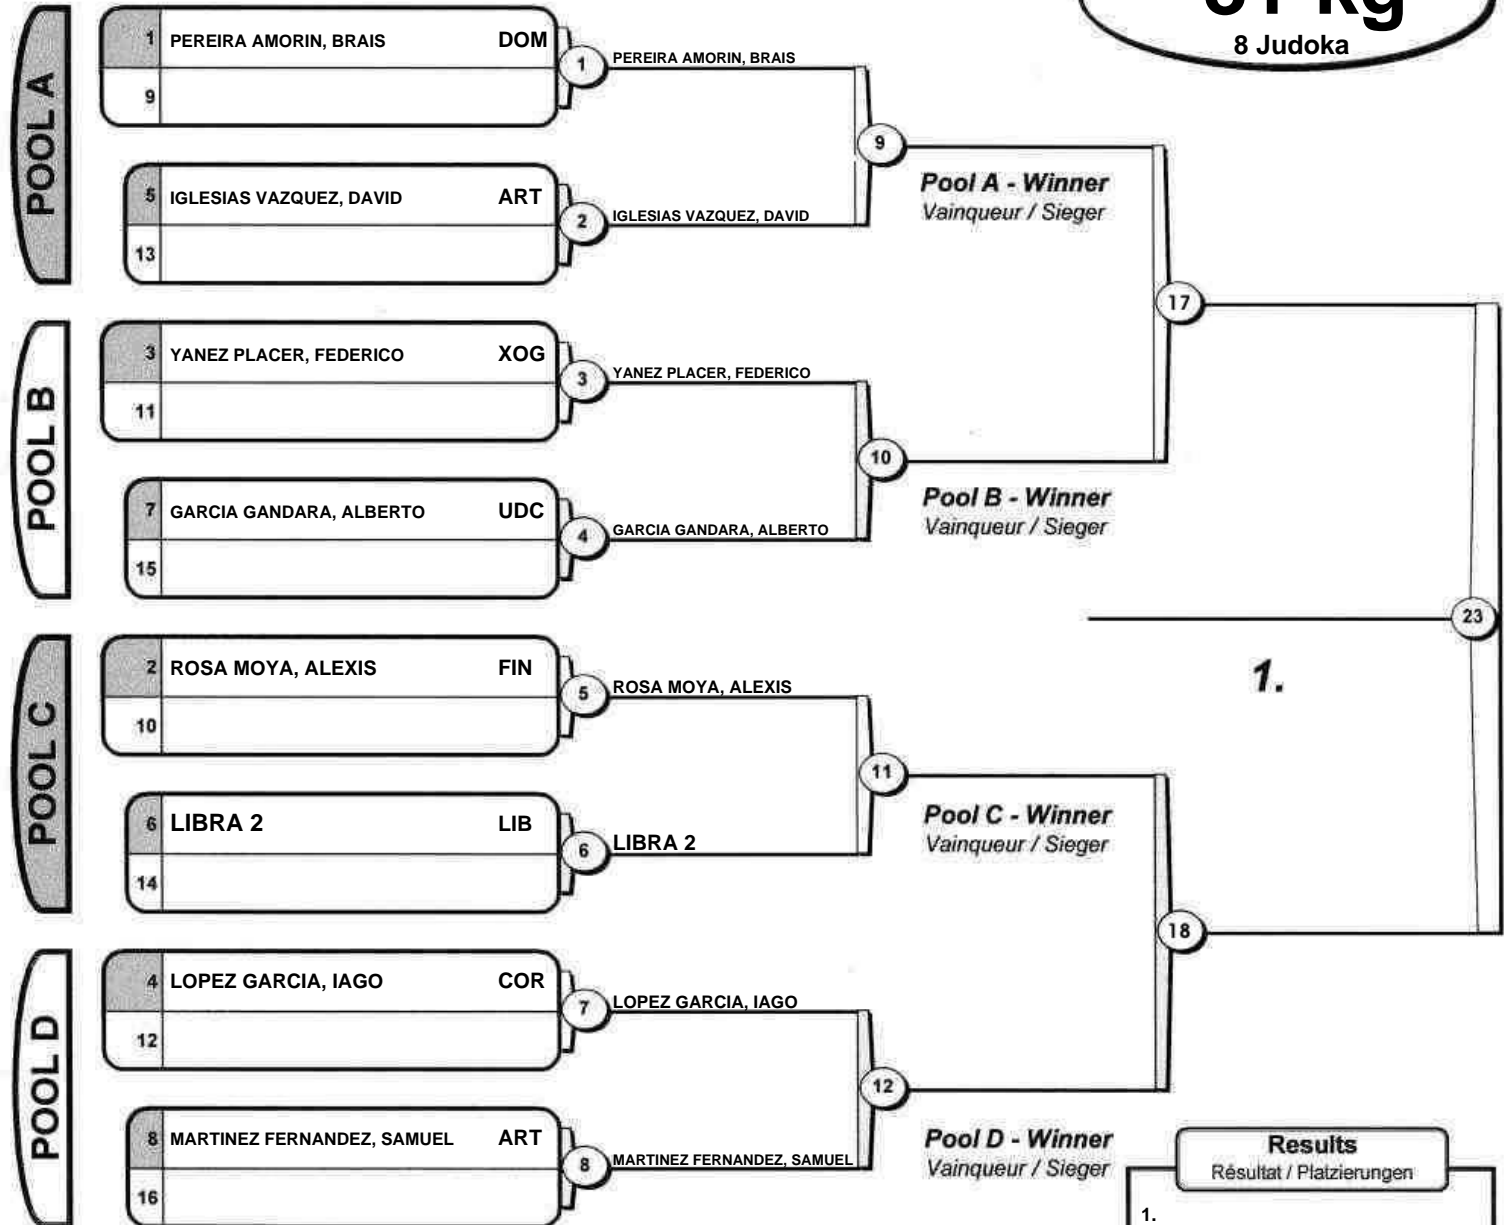 8 Judoka
POOL A
1 PEREIRA AMORIN, BRAIS DOM
9
1 PEREIRA AMORIN, BRAIS
5 IGLESIAS VAZQUEZ, DAVID ART
13
2 IGLESIAS VAZQUEZ, DAVID
9
Pool A - Winner
Vainqueur / Sieger
POOL B
3 YANEZ PLACER, FEDERICO XOG
11
3 YANEZ PLACER, FEDERICO
7 GARCIA GANDARA, ALBERTO UDC
15
4 GARCIA GANDARA, ALBERTO
10
Pool B - Winner
Vainqueur / Sieger
17
POOL C
2 ROSA MOYA, ALEXIS FIN
10
5 ROSA MOYA, ALEXIS
6 LIBRA 2 LIB
14
6 LIBRA 2
11
Pool C - Winner
Vainqueur / Sieger
POOL D
4 LOPEZ GARCIA, IAGO COR
12
7 LOPEZ GARCIA, IAGO
8 MARTINEZ FERNANDEZ, SAMUEL ART
16
8 MARTINEZ FERNANDEZ, SAMUEL
12
Pool D - Winner
Vainqueur / Sieger
18
23
1.
Results
Résultat / Platzierungen
1.